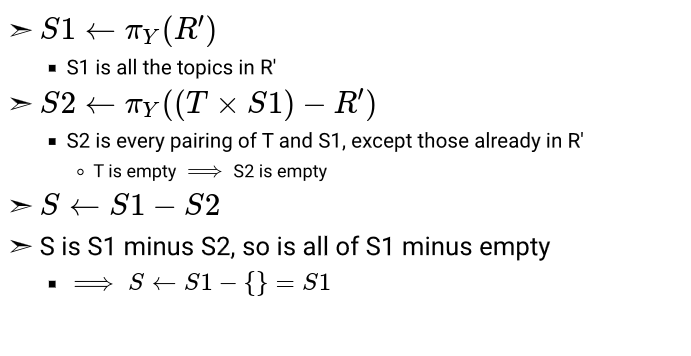 ➣ S1 ← π_Y(R′)
▪ S1 is all the topics in R'
➣ S2 ← π_Y((T × S1) − R′)
▪ S2 is every pairing of T and S1, except those already in R'
∘ T is empty ⟹ S2 is empty
➣ S ← S1 − S2
➣ S is S1 minus S2, so is all of S1 minus empty
▪ ⟹ S ← S1 − {} = S1